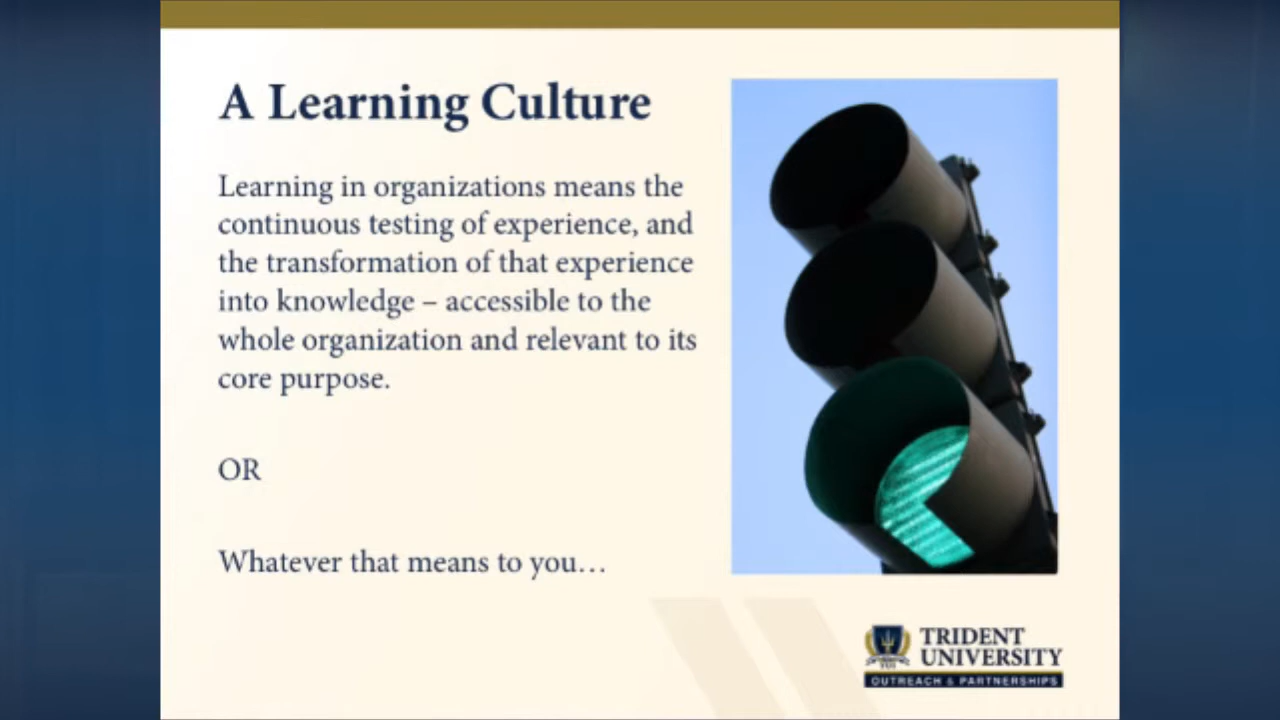 A Learning Culture
Learning in organizations means the
continuous testing of experience, and
the transformation of that experience
into knowledge – accessible to the
whole organization and relevant to its
core purpose.
OR
Whatever that means to you…
TRIDENT
UNIVERSITY
OUTREACH & PARTNERSHIPS